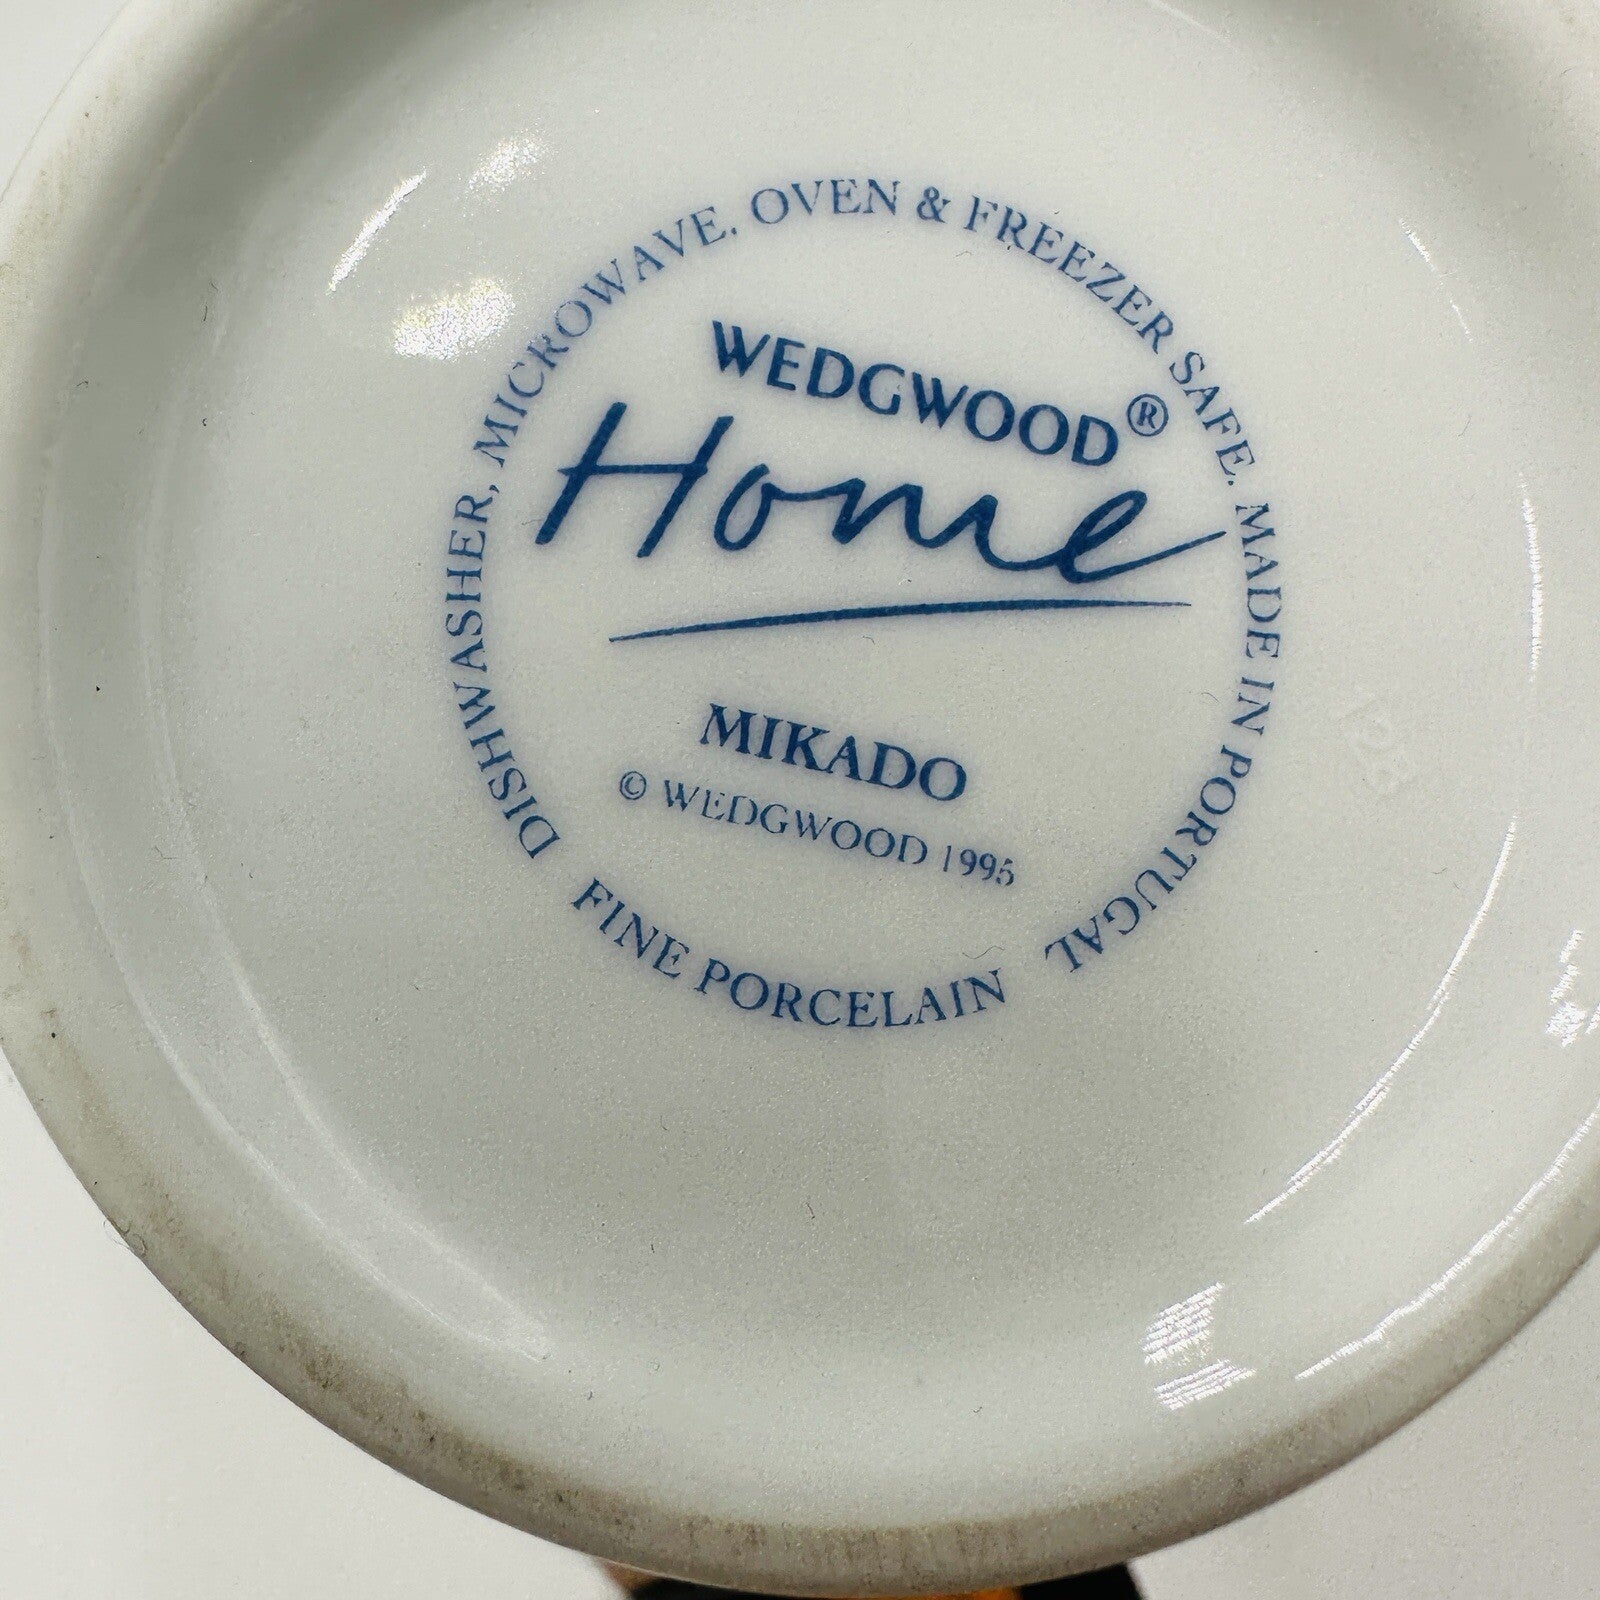 DISHWASHER, MICROWAVE, OVEN & FREEZER SAFE. MADE IN PORTUGAL
WEDGWOOD®
Home
MIKADO
© WEDGWOOD 1995
FINE PORCELAIN